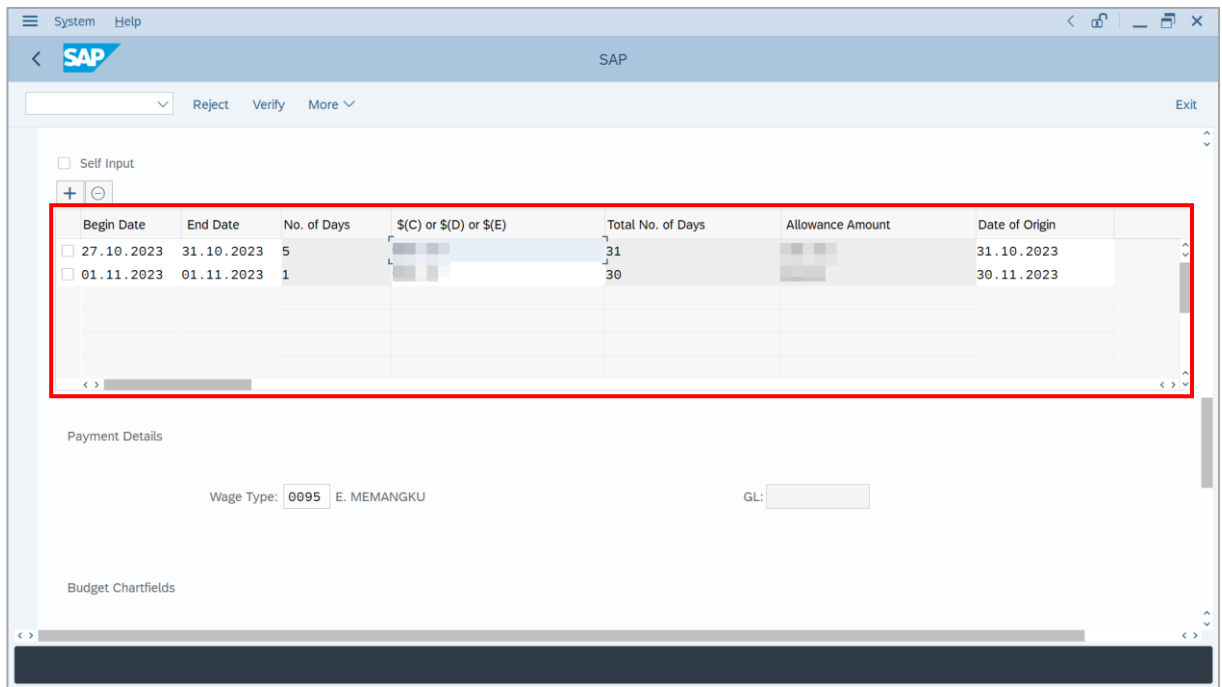 System Help
SAP SAP
Reject Verify More Exit
Self Input
Begin Date End Date No. of Days $(C) or $(D) or $(E) Total No. of Days Allowance Amount Date of Origin
27.10.2023 31.10.2023 5 31 31.10.2023
01.11.2023 01.11.2023 1 30 30.11.2023
Payment Details
Wage Type: 0095 E. MEMANGKU GL:
Budget Chartfields